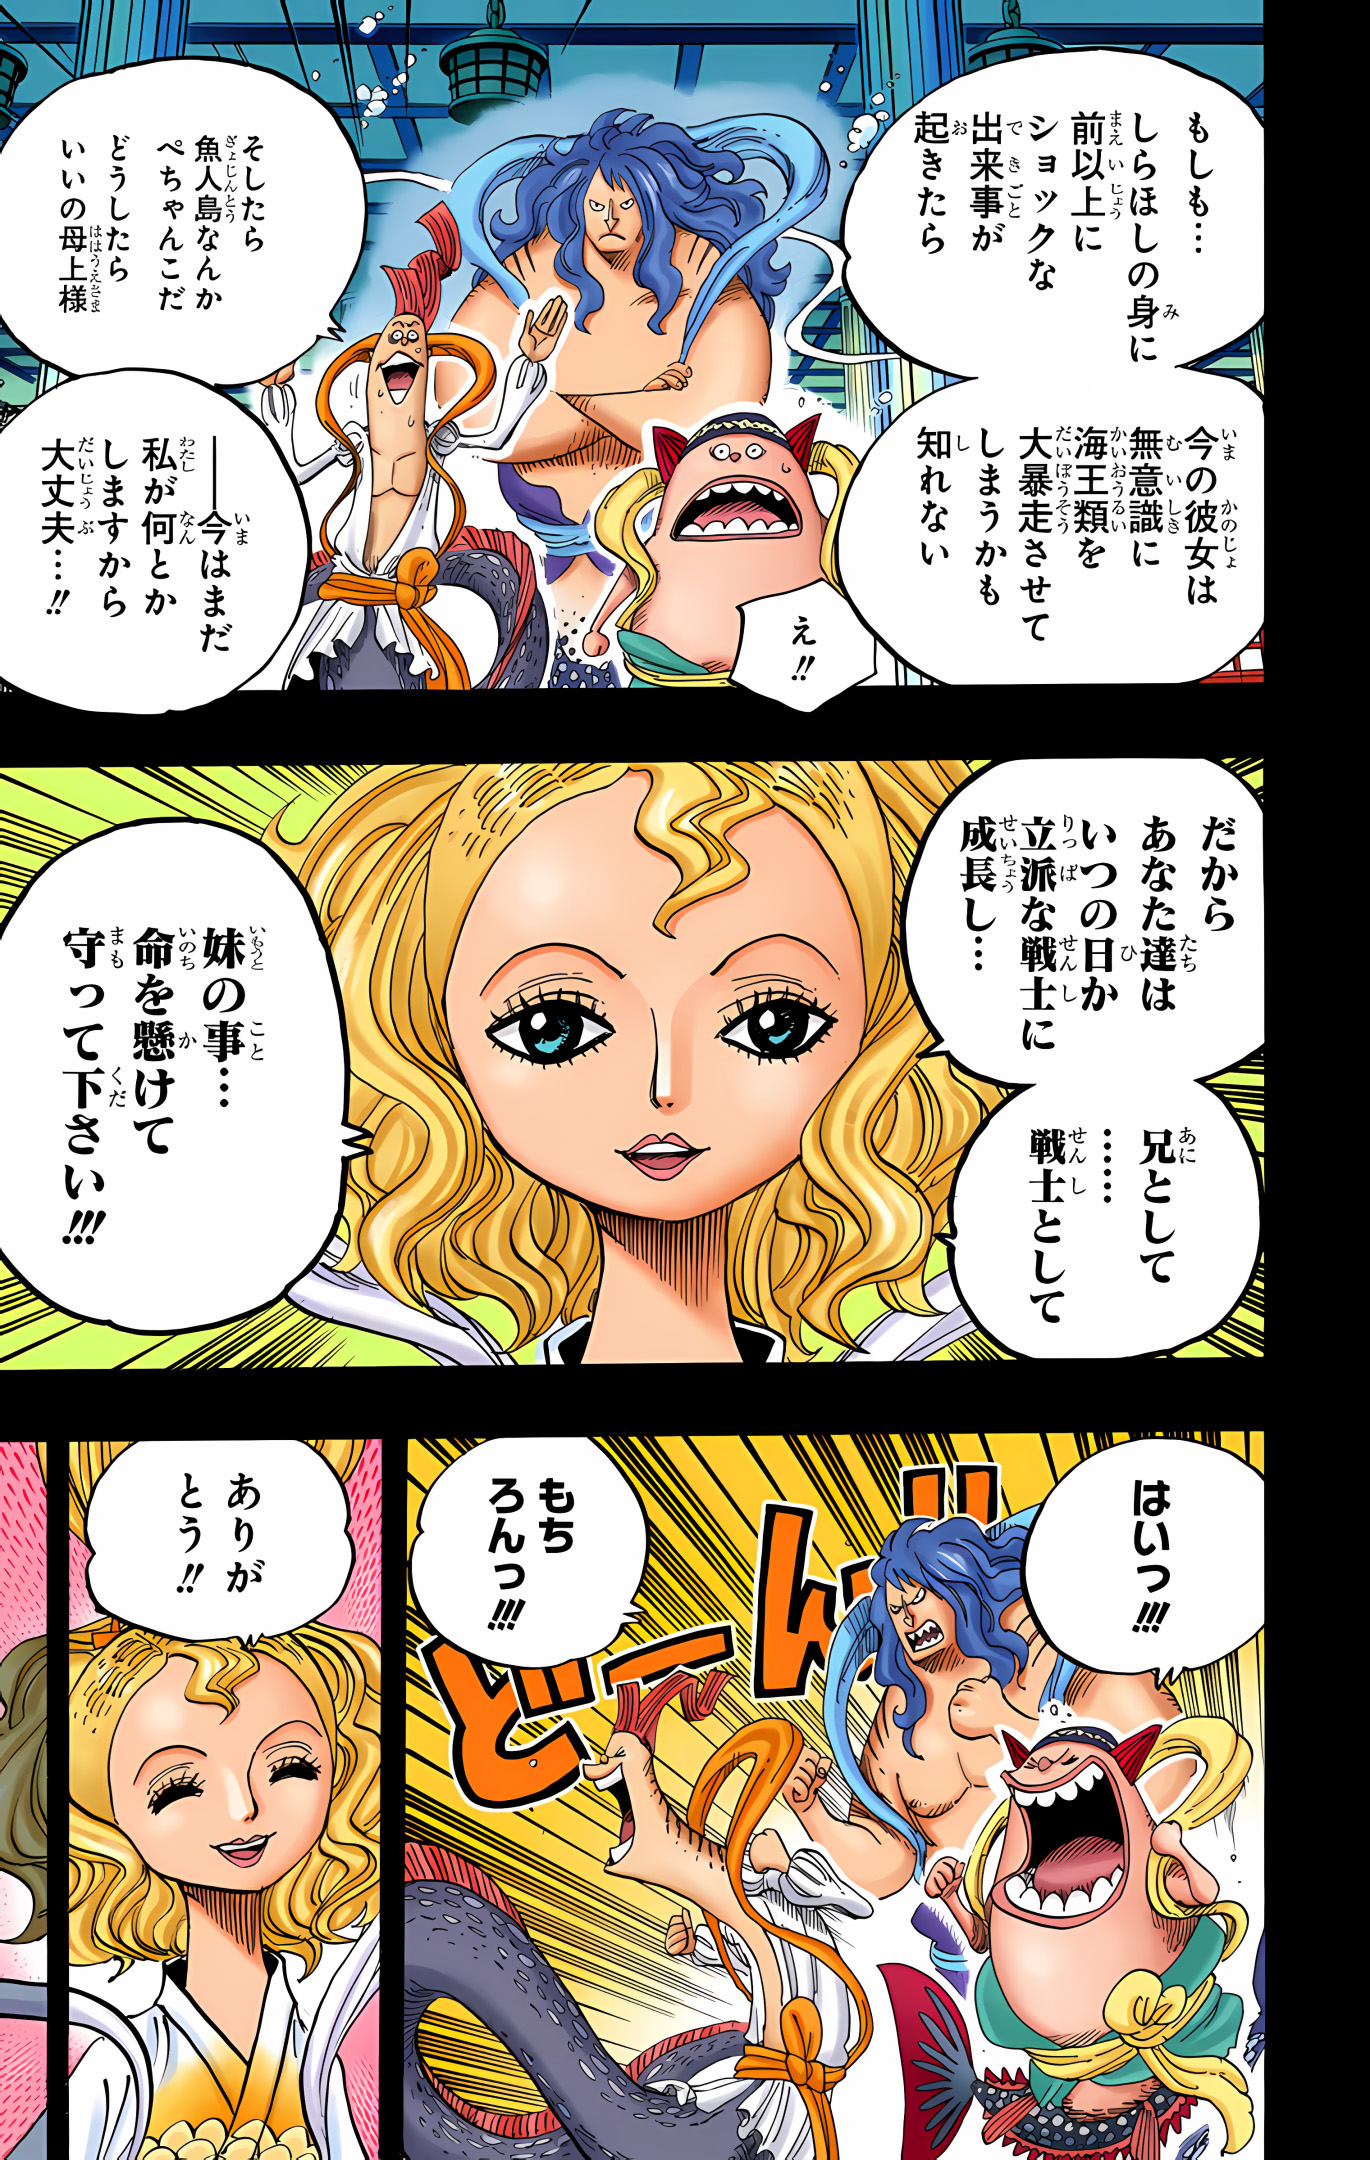 もしも…
しらほしの身に
前以上に
ショックな
出来事が
起きたら
今の彼女は
無意識に
海王類を
大暴走させて
しまうかも
知れない
え!!
そしたら
魚人島なんか
ぺちゃんこだ
どうしたら
いいの母上様
――今はまだ
私が何とか
しますから
大丈夫…!!
だから
あなた達は
いつの日か
立派な戦士に
成長し…
兄として
……
戦士として
妹の事…
命を懸けて
守って下さい!!!
はいっ!!!
もち
ろんっ!!!
どーん!!
ありが
とう!!